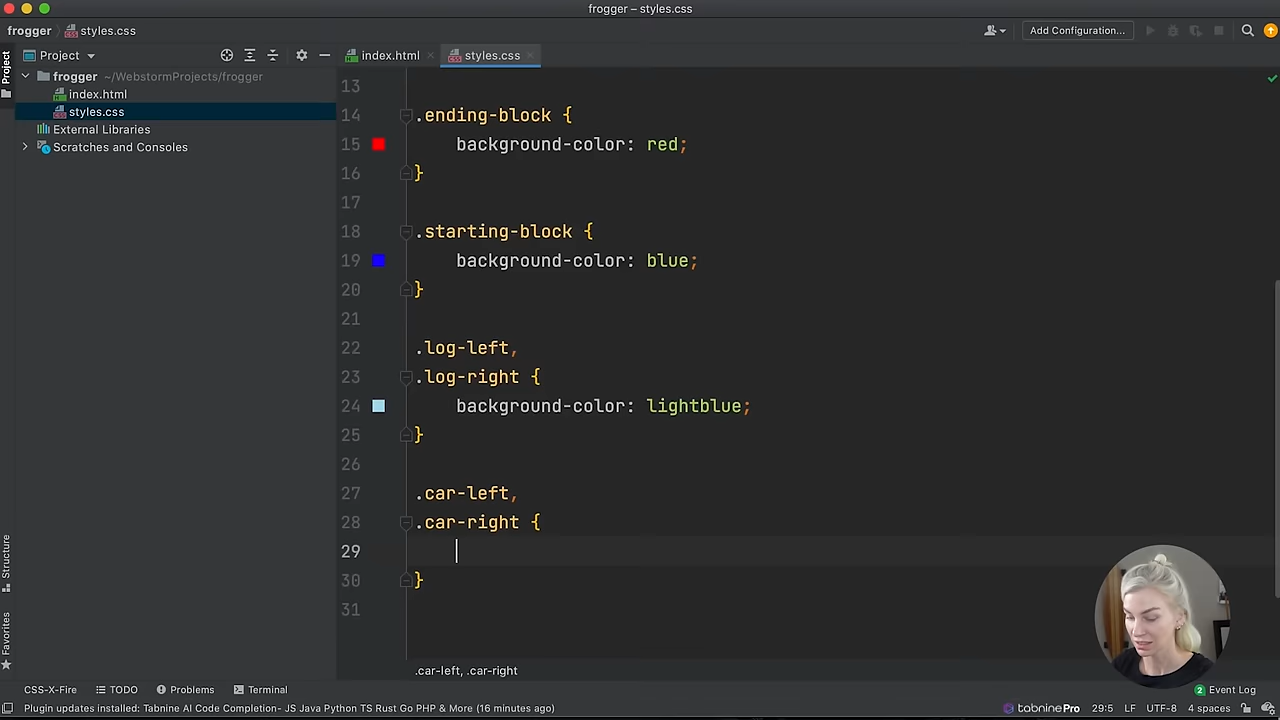 frogger – styles.css
frogger styles.css
Add Configuration...
Project
Project
index.html
styles.css
frogger ~/WebstormProjects/frogger
index.html
styles.css
External Libraries
Scratches and Consoles
13
14 .ending-block {
15 background-color: red;
16 }
17
18 .starting-block {
19 background-color: blue;
20 }
21
22 .log-left,
23 .log-right {
24 background-color: lightblue;
25 }
26
27 .car-left,
28 .car-right {
29
30 }
31
Structure
Favorites
.car-left, .car-right
CSS-X-Fire TODO Problems Terminal
2 Event Log
Plugin updates installed: Tabnine AI Code Completion- JS Java Python TS Rust Go PHP & More (16 minutes ago)
tabnine Pro 29:5 LF UTF-8 4 spaces